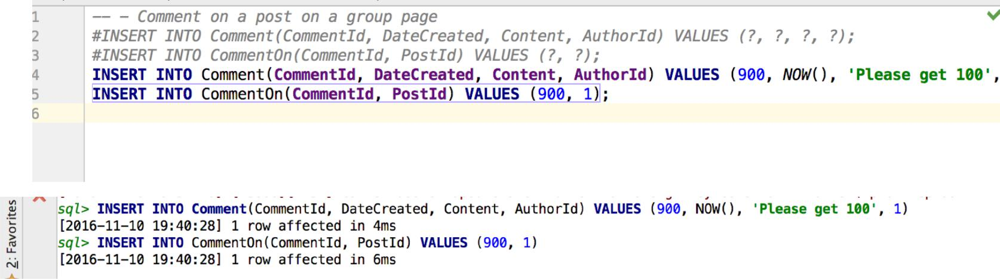 1 -- - Comment on a post on a group page
2 #INSERT INTO Comment(CommentId, DateCreated, Content, AuthorId) VALUES (?, ?, ?, ?);
3 #INSERT INTO CommentOn(CommentId, PostId) VALUES (?, ?);
4 INSERT INTO Comment(CommentId, DateCreated, Content, AuthorId) VALUES (900, NOW(), 'Please get 100',
5 INSERT INTO CommentOn(CommentId, PostId) VALUES (900, 1);
6
2: Favorites
sql> INSERT INTO Comment(CommentId, DateCreated, Content, AuthorId) VALUES (900, NOW(), 'Please get 100', 1)
[2016-11-10 19:40:28] 1 row affected in 4ms
sql> INSERT INTO CommentOn(CommentId, PostId) VALUES (900, 1)
[2016-11-10 19:40:28] 1 row affected in 6ms